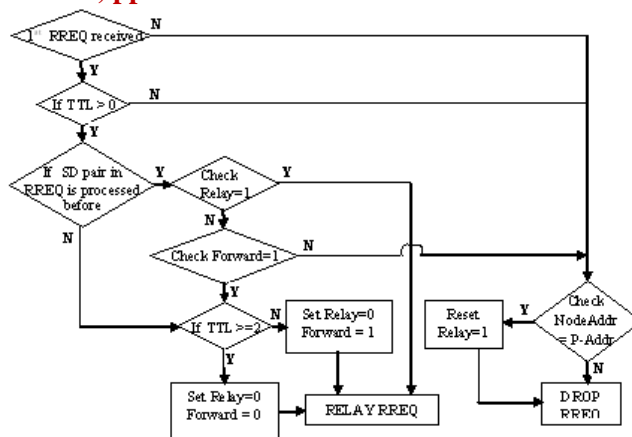 1st RREQ received
N
Y
If TTL > 0
N
Y
If SD pair in
RREQ is processed
before
Y
N
Check
Relay=1
Y
N
Check Forward=1
N
Y
If TTL >=2
N
Y
Set Relay=0
Forward = 1
Set Relay=0
Forward = 0
RELAY RREQ
Reset
Relay=1
Y
Check
NodeAddr
= P-Addr
N
DROP
RREQ